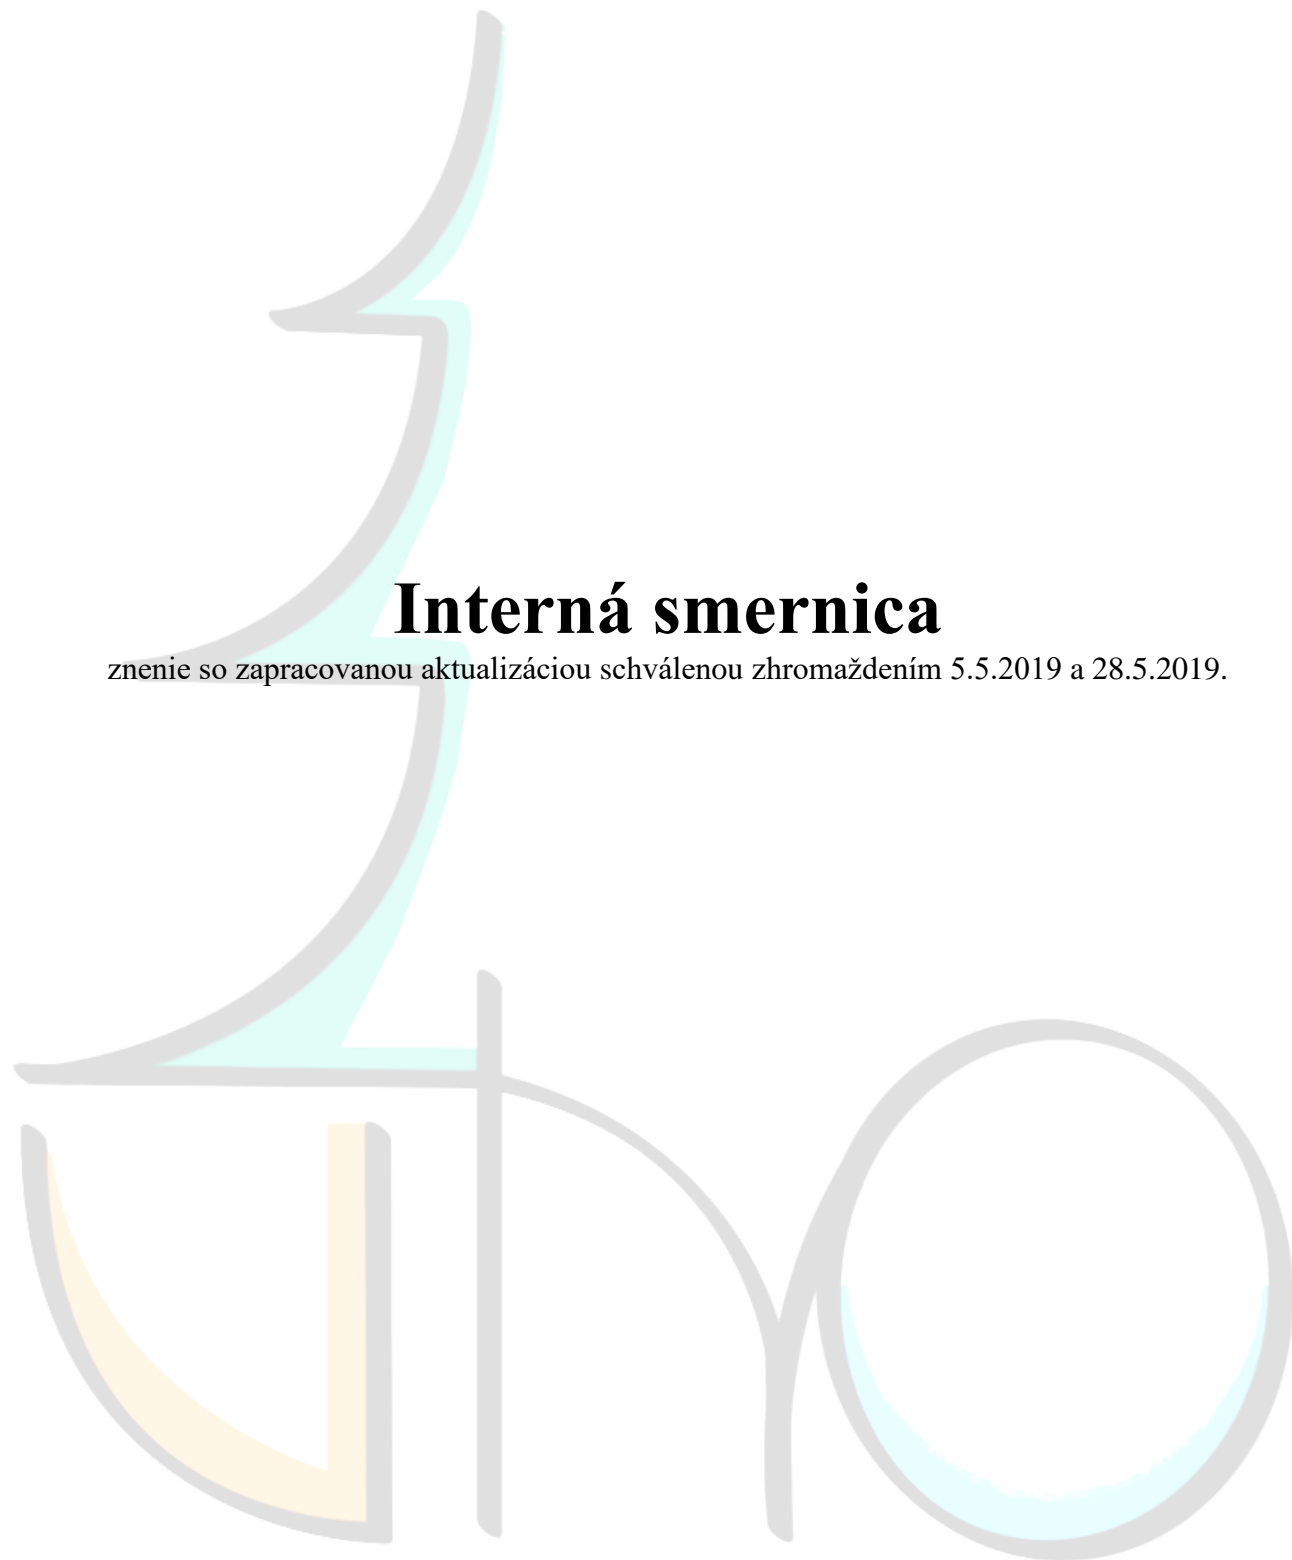 Interná smernica
znenie so zapracovanou aktualizáciou schválenou zhromaždením 5.5.2019 a 28.5.2019.